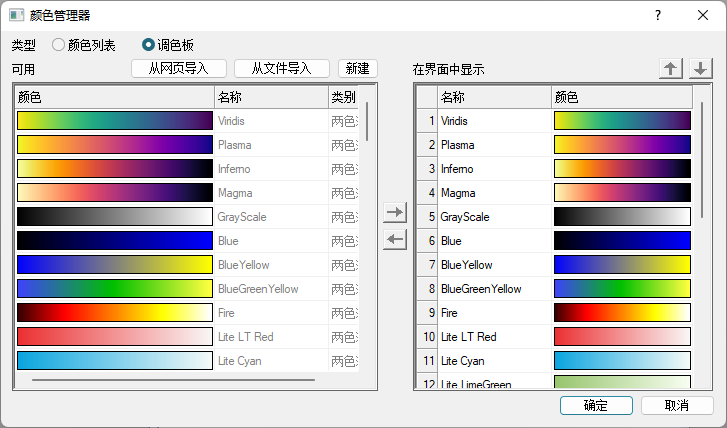 颜色管理器
类型 颜色列表 调色板
可用 从网页导入 从文件导入 新建 在界面中显示
颜色 名称 类别 名称 颜色
Viridis 两色 1 Viridis
Plasma 两色 2 Plasma
Inferno 两色 3 Inferno
Magma 两色 4 Magma
GrayScale 两色 5 GrayScale
Blue 两色 6 Blue
BlueYellow 两色 7 BlueYellow
BlueGreenYellow 两色 8 BlueGreenYellow
Fire 两色 9 Fire
Lite LT Red 两色 10 Lite LT Red
Lite Cyan 两色 11 Lite Cyan
12 Lite LimeGreen
确定 取消